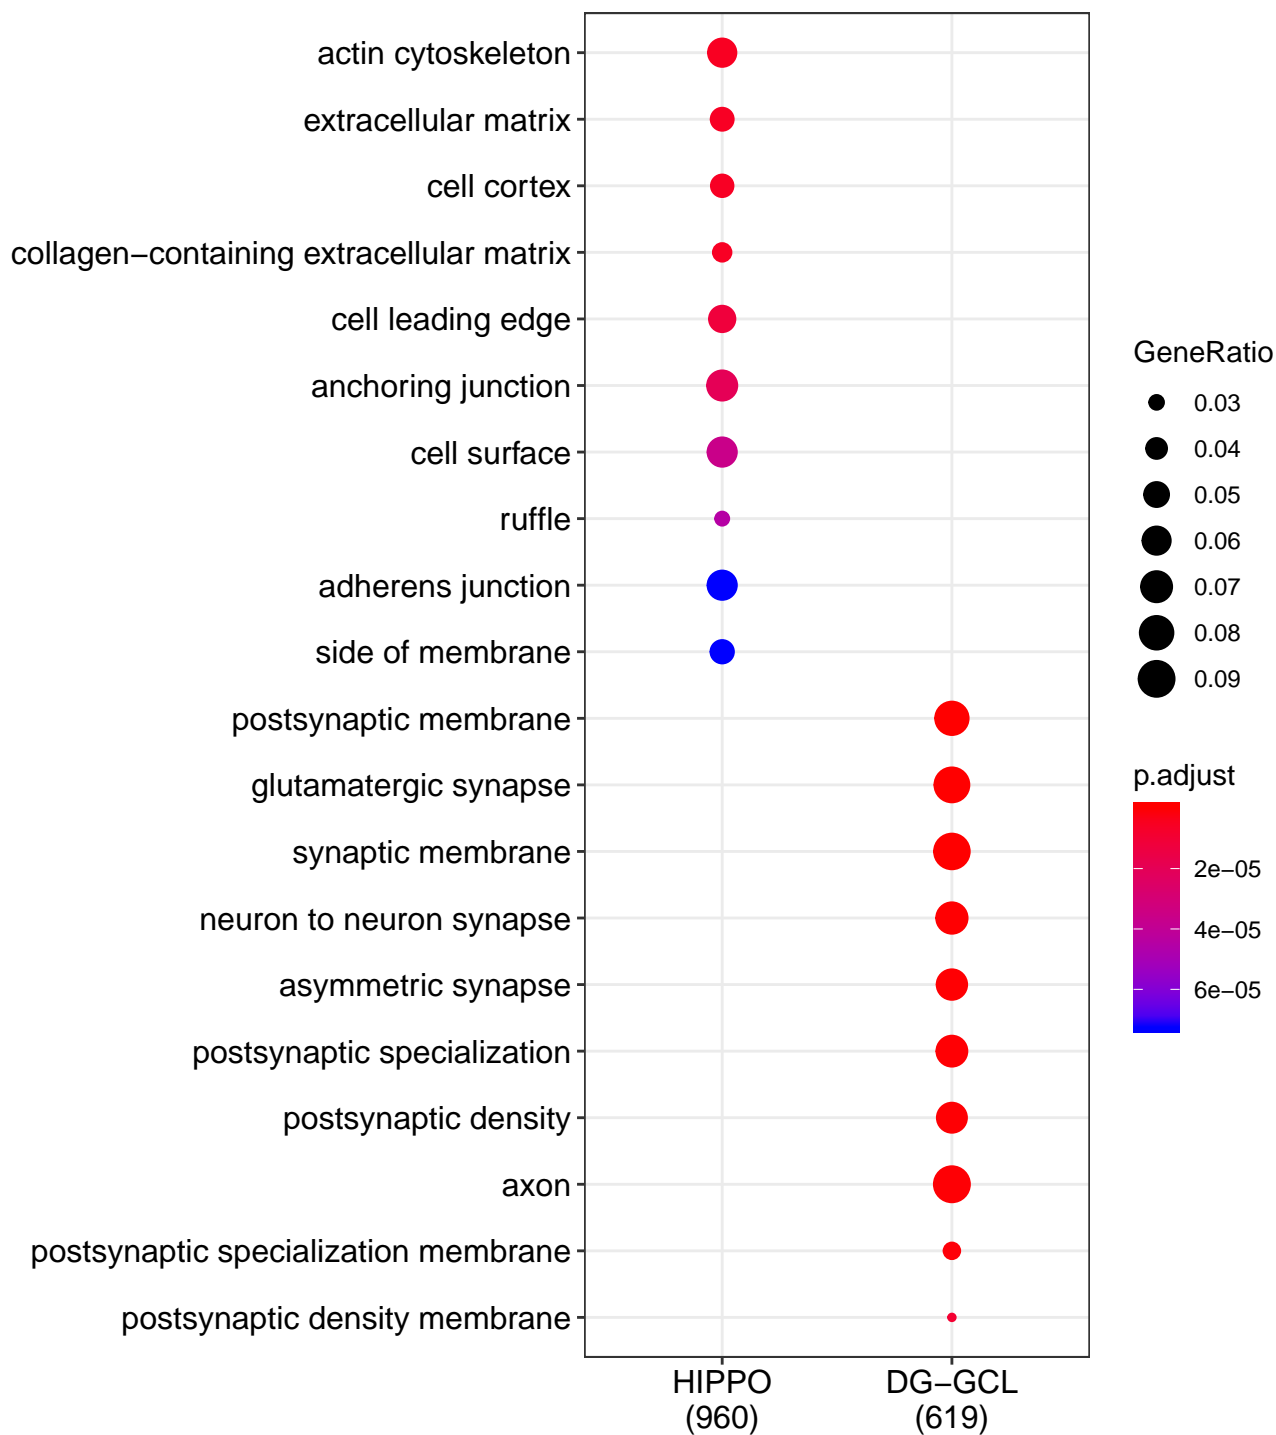 actin cytoskeleton
extracellular matrix
cell cortex
collagen−containing extracellular matrix
cell leading edge
anchoring junction
cell surface
ruffle
adherens junction
side of membrane
postsynaptic membrane
glutamatergic synapse
synaptic membrane
neuron to neuron synapse
asymmetric synapse
postsynaptic specialization
postsynaptic density
axon
postsynaptic specialization membrane
postsynaptic density membrane
HIPPO
(960)
DG−GCL
(619)
GeneRatio
0.03
0.04
0.05
0.06
0.07
0.08
0.09
p.adjust
2e−05
4e−05
6e−05